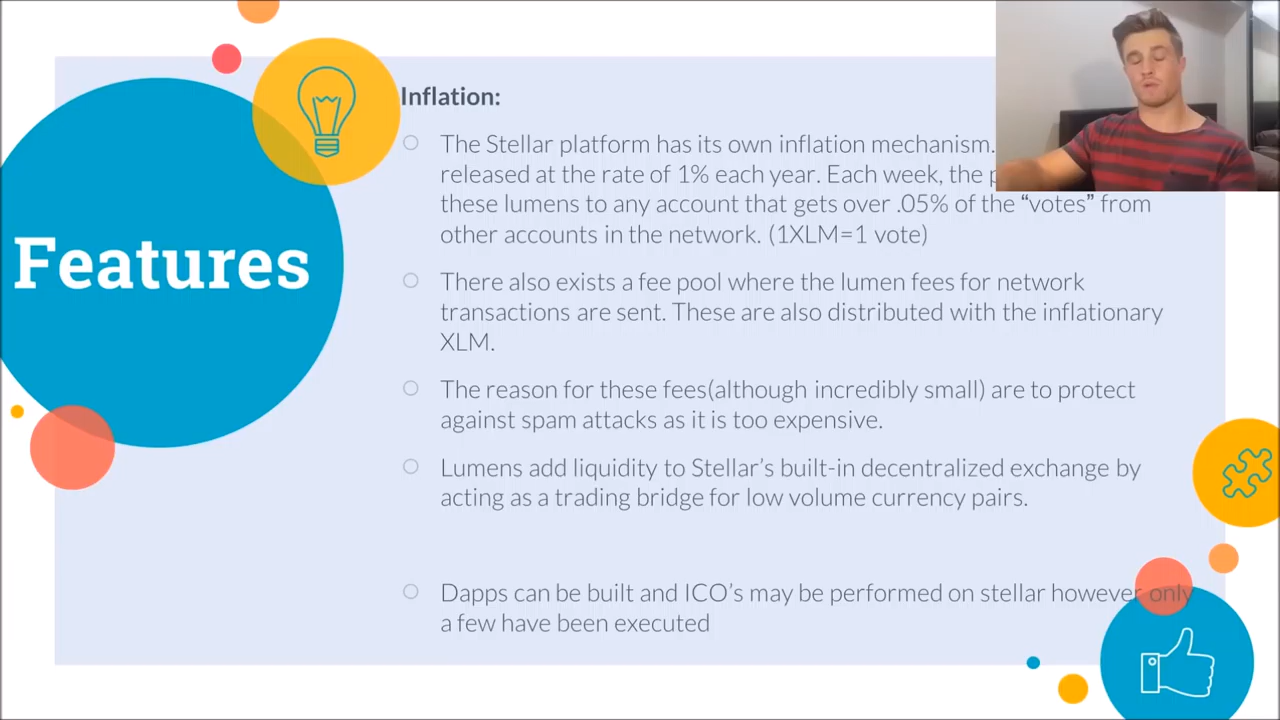 Features
Inflation:
The Stellar platform has its own inflation mechanism.
released at the rate of 1% each year. Each week, the
these lumens to any account that gets over .05% of the “votes” from
other accounts in the network. (1XLM=1 vote)
There also exists a fee pool where the lumen fees for network
transactions are sent. These are also distributed with the inflationary
XLM.
The reason for these fees(although incredibly small) are to protect
against spam attacks as it is too expensive.
Lumens add liquidity to Stellar’s built-in decentralized exchange by
acting as a trading bridge for low volume currency pairs.
Dapps can be built and ICO’s may be performed on stellar however only
a few have been executed